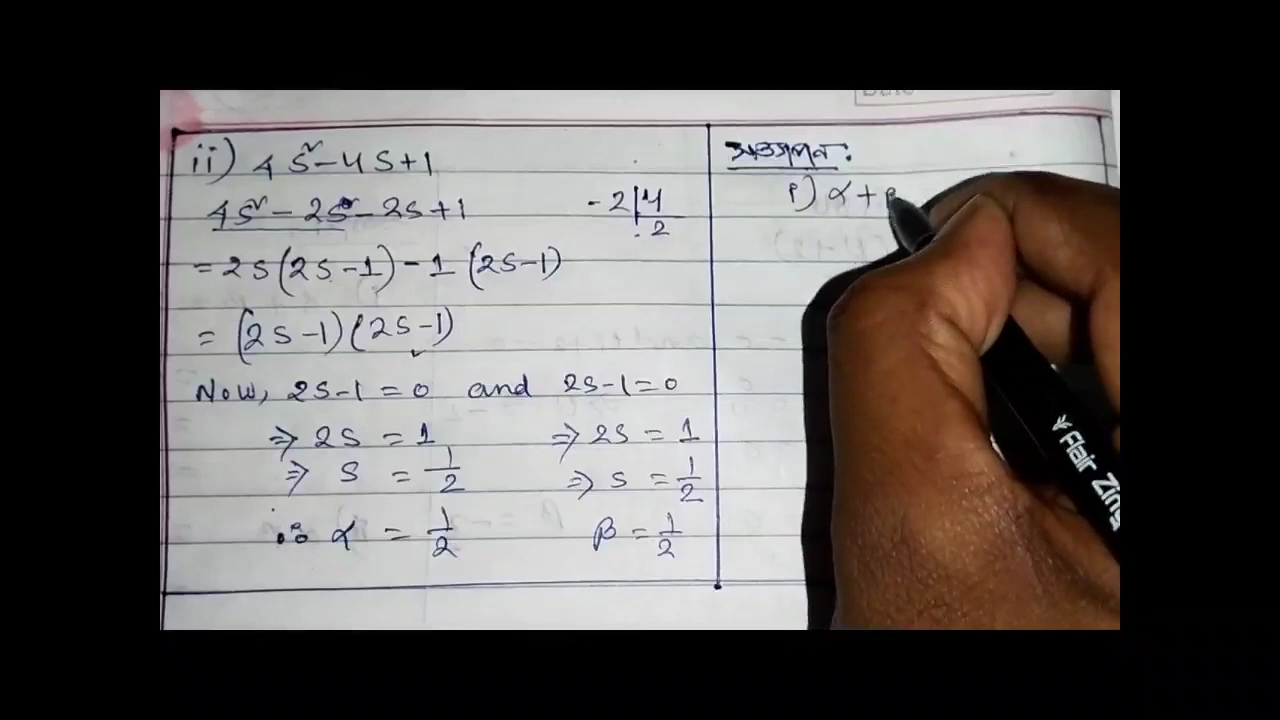 ii) 4s² - 4s + 1
4s² - 2s - 2s + 1
- 2 | 4
2
= 2s(2s - 1) - 1 (2s - 1)
= (2s - 1)(2s - 1)
Now, 2s - 1 = 0 and 2s - 1 = 0
⇒ 2s = 1 ⇒ 2s = 1
⇒ s = 1/2 ⇒ s = 1/2
∴ α = 1/2 β = 1/2
i) α + β
Flair Zing